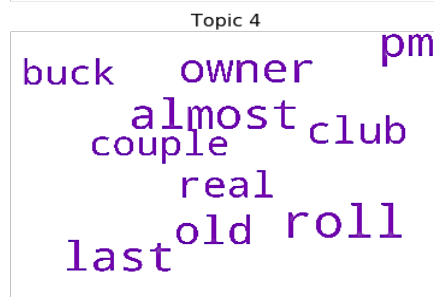 Topic 4
pm
buck owner
almost
club
couple
real
old roll
last